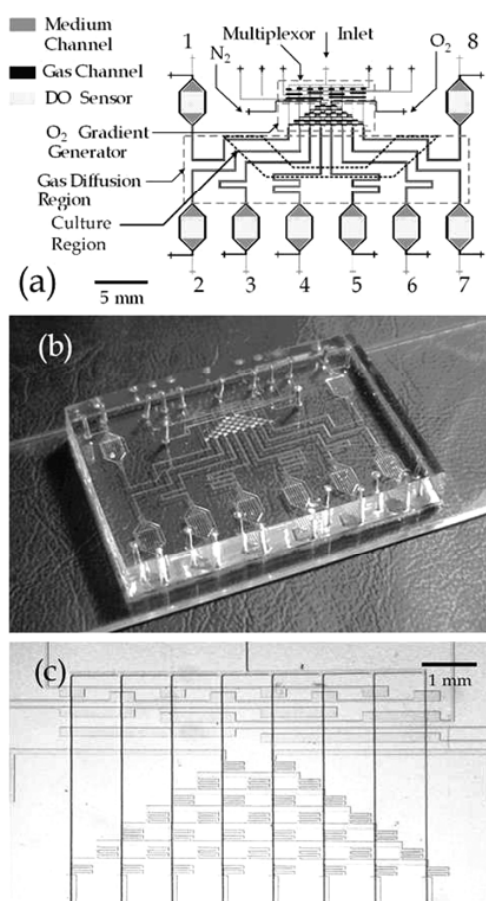 Medium
Channel
Gas Channel
DO Sensor
1
N₂
Multiplexor
Inlet
O₂
8
O₂ Gradient
Generator
Gas Diffusion
Region
Culture
Region
(a)
5 mm
2
3
4
5
6
7
(b)
(c)
1 mm